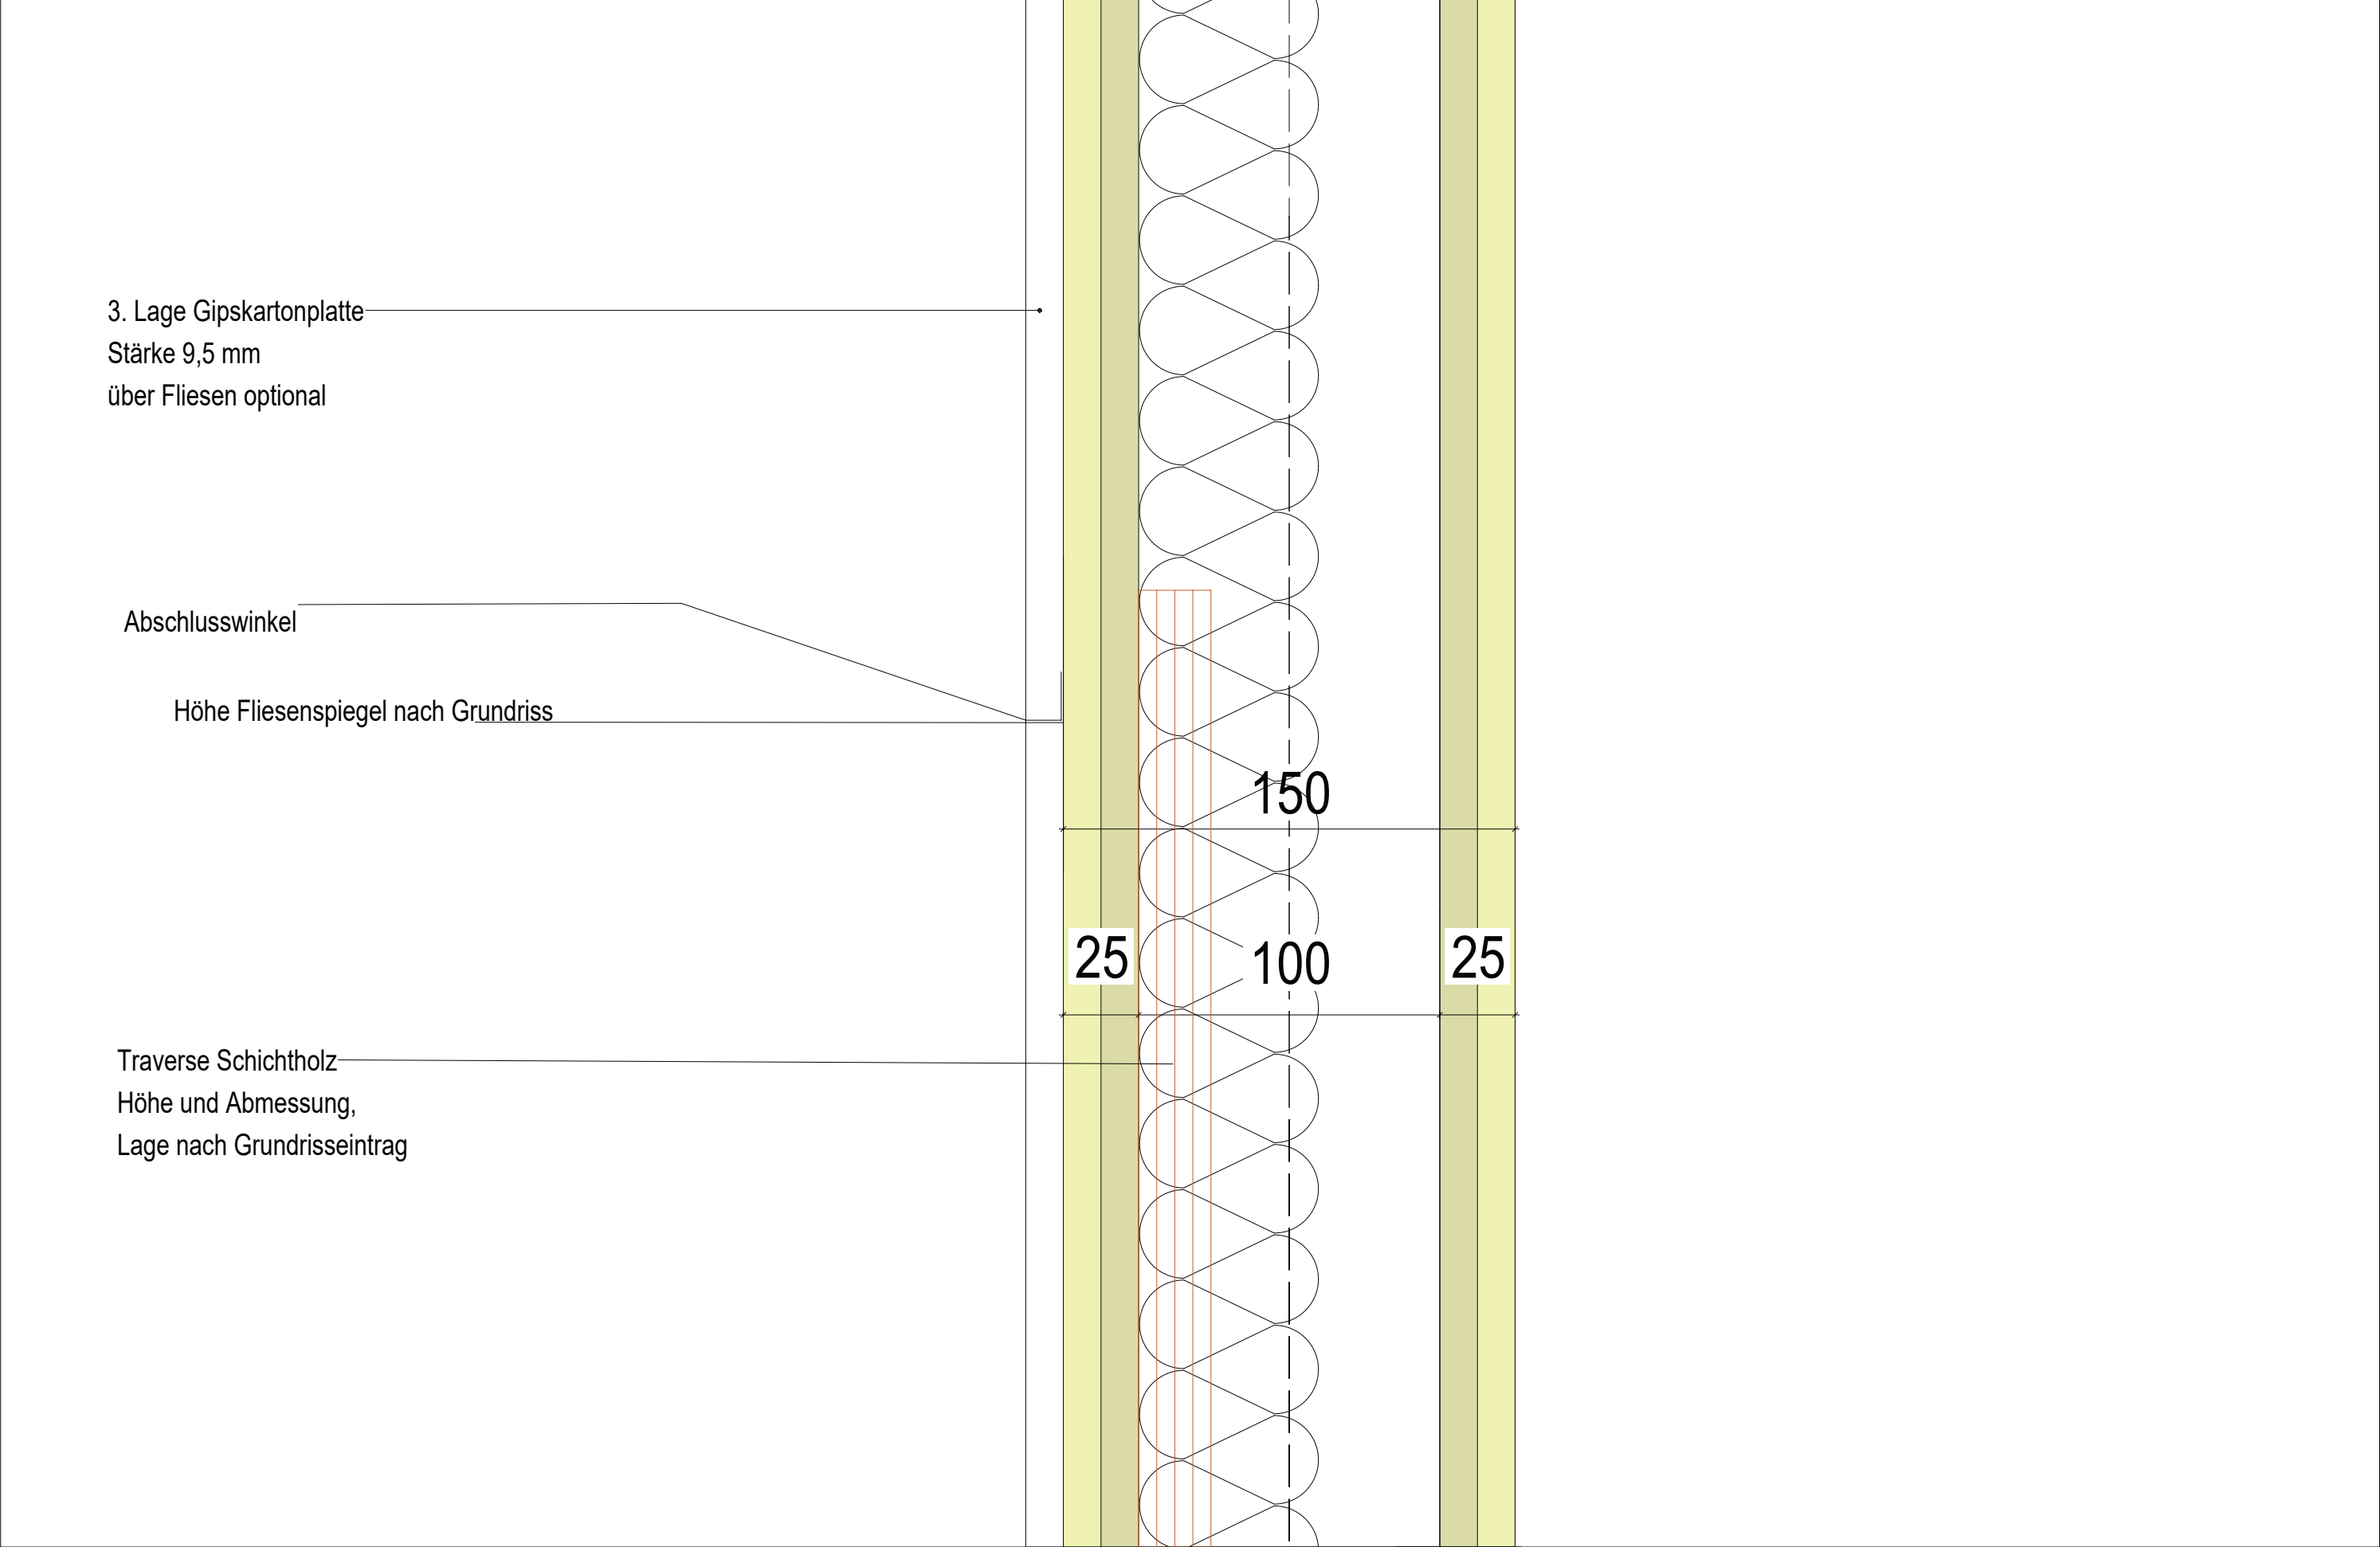 3. Lage Gipskartonplatte
Stärke 9,5 mm
über Fliesen optional
Abschlusswinkel
Höhe Fliesenspiegel nach Grundriss
150
25
100
25
Traverse Schichtholz
Höhe und Abmessung,
Lage nach Grundrisseintrag